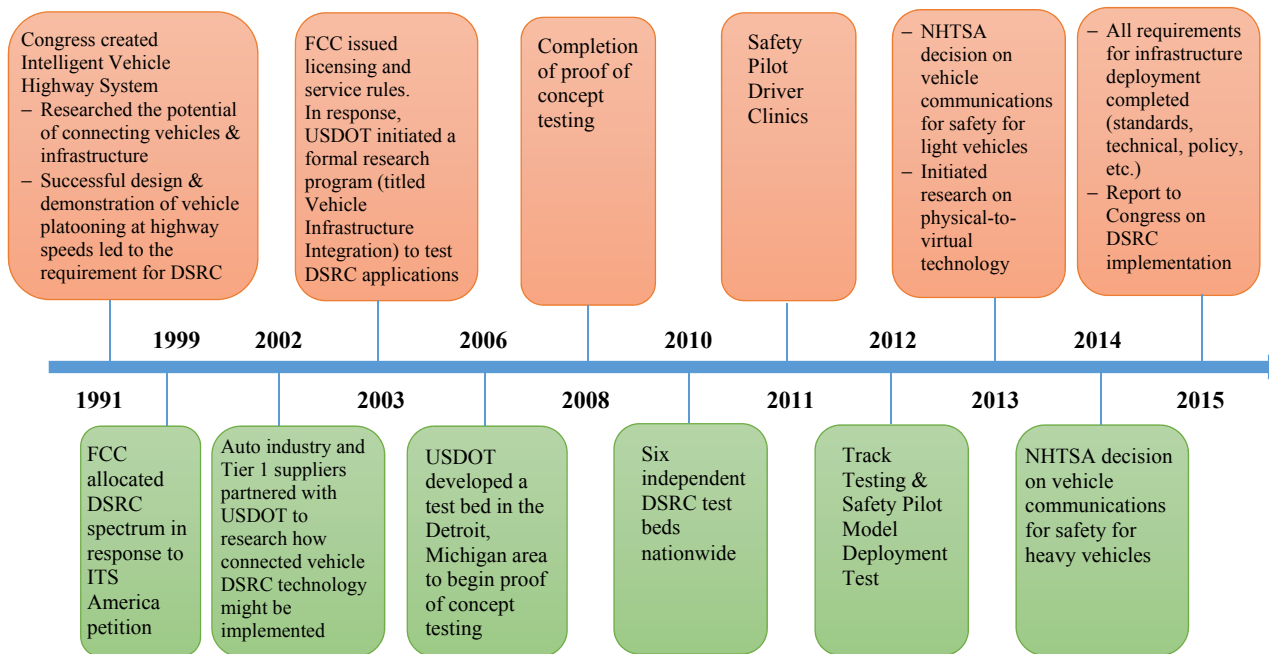 Congress created
Intelligent Vehicle
Highway System
– Researched the potential
of connecting vehicles &
infrastructure
– Successful design &
demonstration of vehicle
platooning at highway
speeds led to the
requirement for DSRC
FCC issued
licensing and
service rules.
In response,
USDOT initiated a
formal research
program (titled
Vehicle
Infrastructure
Integration) to test
DSRC applications
Completion
of proof of
concept
testing
Safety
Pilot
Driver
Clinics
– NHTSA
decision on
vehicle
communications
for safety for
light vehicles
– Initiated
research on
physical-to-
virtual
technology
– All requirements
for infrastructure
deployment
completed
(standards,
technical, policy,
etc.)
– Report to
Congress on
DSRC
implementation
1999 2002 2006 2010 2012 2014
1991 2003 2008 2011 2013 2015
FCC
allocated
DSRC
spectrum in
response to
ITS
America
petition
Auto industry and
Tier 1 suppliers
partnered with
USDOT to
research how
connected vehicle
DSRC technology
might be
implemented
USDOT
developed a
test bed in the
Detroit,
Michigan area
to begin proof
of concept
testing
Six
independent
DSRC test
beds
nationwide
Track
Testing &
Safety Pilot
Model
Deployment
Test
NHTSA decision
on vehicle
communications
for safety for
heavy vehicles